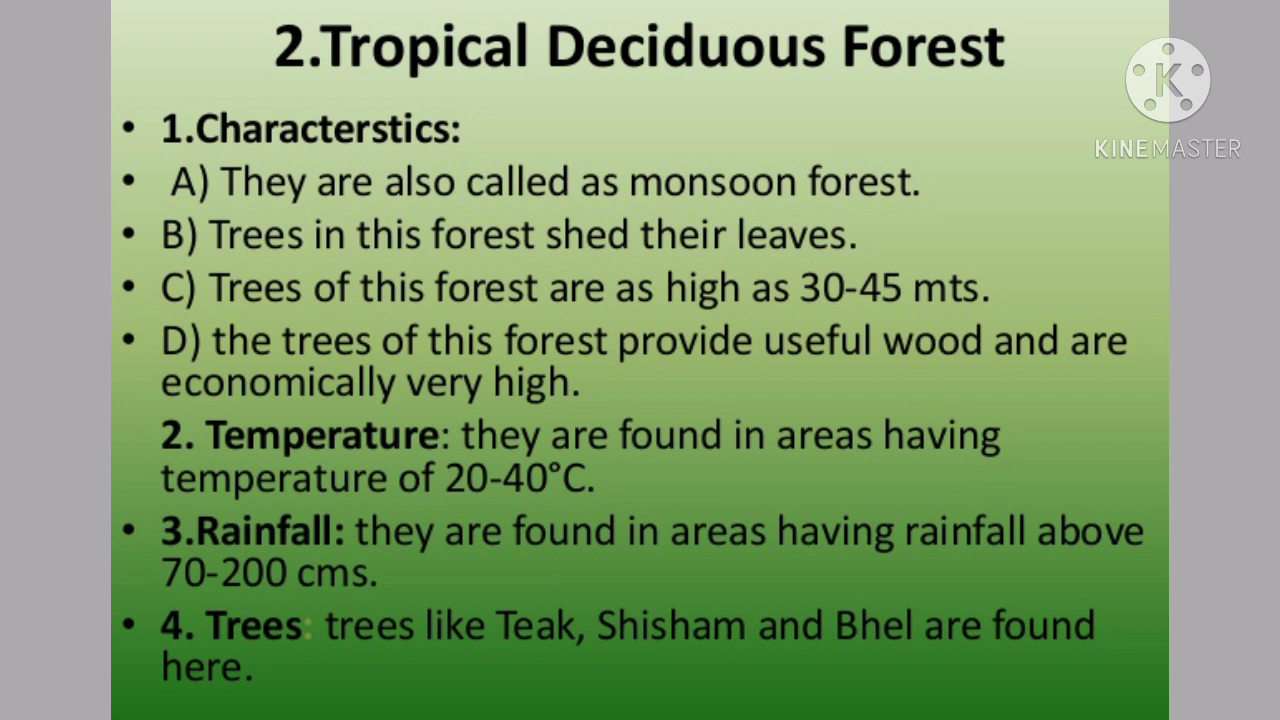 2.Tropical Deciduous Forest
KINEMASTER
• 1.Characterstics:
• A) They are also called as monsoon forest.
• B) Trees in this forest shed their leaves.
• C) Trees of this forest are as high as 30-45 mts.
• D) the trees of this forest provide useful wood and are
economically very high.
2. Temperature: they are found in areas having
temperature of 20-40°C.
• 3.Rainfall: they are found in areas having rainfall above
70-200 cms.
• 4. Trees: trees like Teak, Shisham and Bhel are found
here.